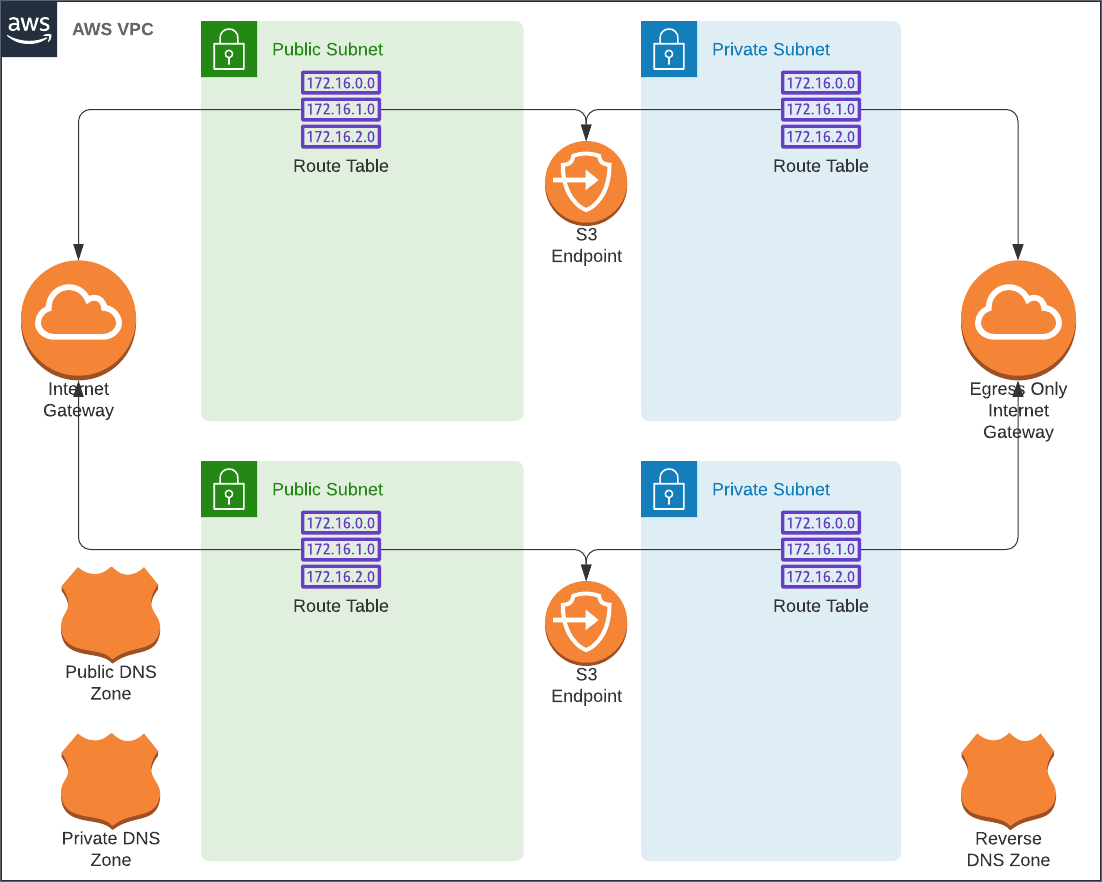 aws
AWS VPC
Public Subnet
172.16.0.0
172.16.1.0
172.16.2.0
Route Table
Private Subnet
172.16.0.0
172.16.1.0
172.16.2.0
Route Table
S3
Endpoint
Internet
Gateway
Egress Only
Internet
Gateway
Public Subnet
172.16.0.0
172.16.1.0
172.16.2.0
Route Table
Private Subnet
172.16.0.0
172.16.1.0
172.16.2.0
Route Table
S3
Endpoint
Public DNS
Zone
Private DNS
Zone
Reverse
DNS Zone